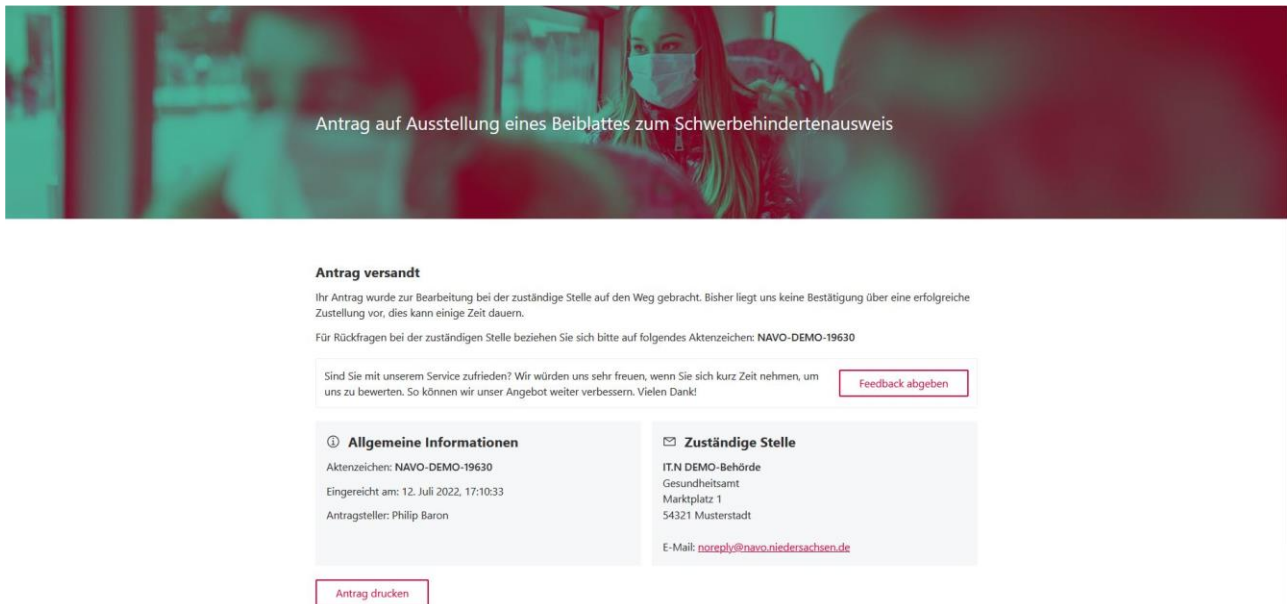 Antrag auf Ausstellung eines Beiblattes zum Schwerbehindertenausweis
Antrag versandt
Ihr Antrag wurde zur Bearbeitung bei der zuständige Stelle auf den Weg gebracht. Bisher liegt uns keine Bestätigung über eine erfolgreiche
Zustellung vor, dies kann einige Zeit dauern.
Für Rückfragen bei der zuständigen Stelle beziehen Sie sich bitte auf folgendes Aktenzeichen: NAVO-DEMO-19630
Sind Sie mit unserem Service zufrieden? Wir würden uns sehr freuen, wenn Sie sich kurz Zeit nehmen, um
uns zu bewerten. So können wir unser Angebot weiter verbessern. Vielen Dank!
Feedback abgeben
Allgemeine Informationen
Aktenzeichen: NAVO-DEMO-19630
Eingereicht am: 12. Juli 2022, 17:10:33
Antragsteller: Philip Baron
Zuständige Stelle
IT.N DEMO-Behörde
Gesundheitsamt
Marktplatz 1
54321 Musterstadt
E-Mail: noreply@navo.niedersachsen.de
Antrag drucken